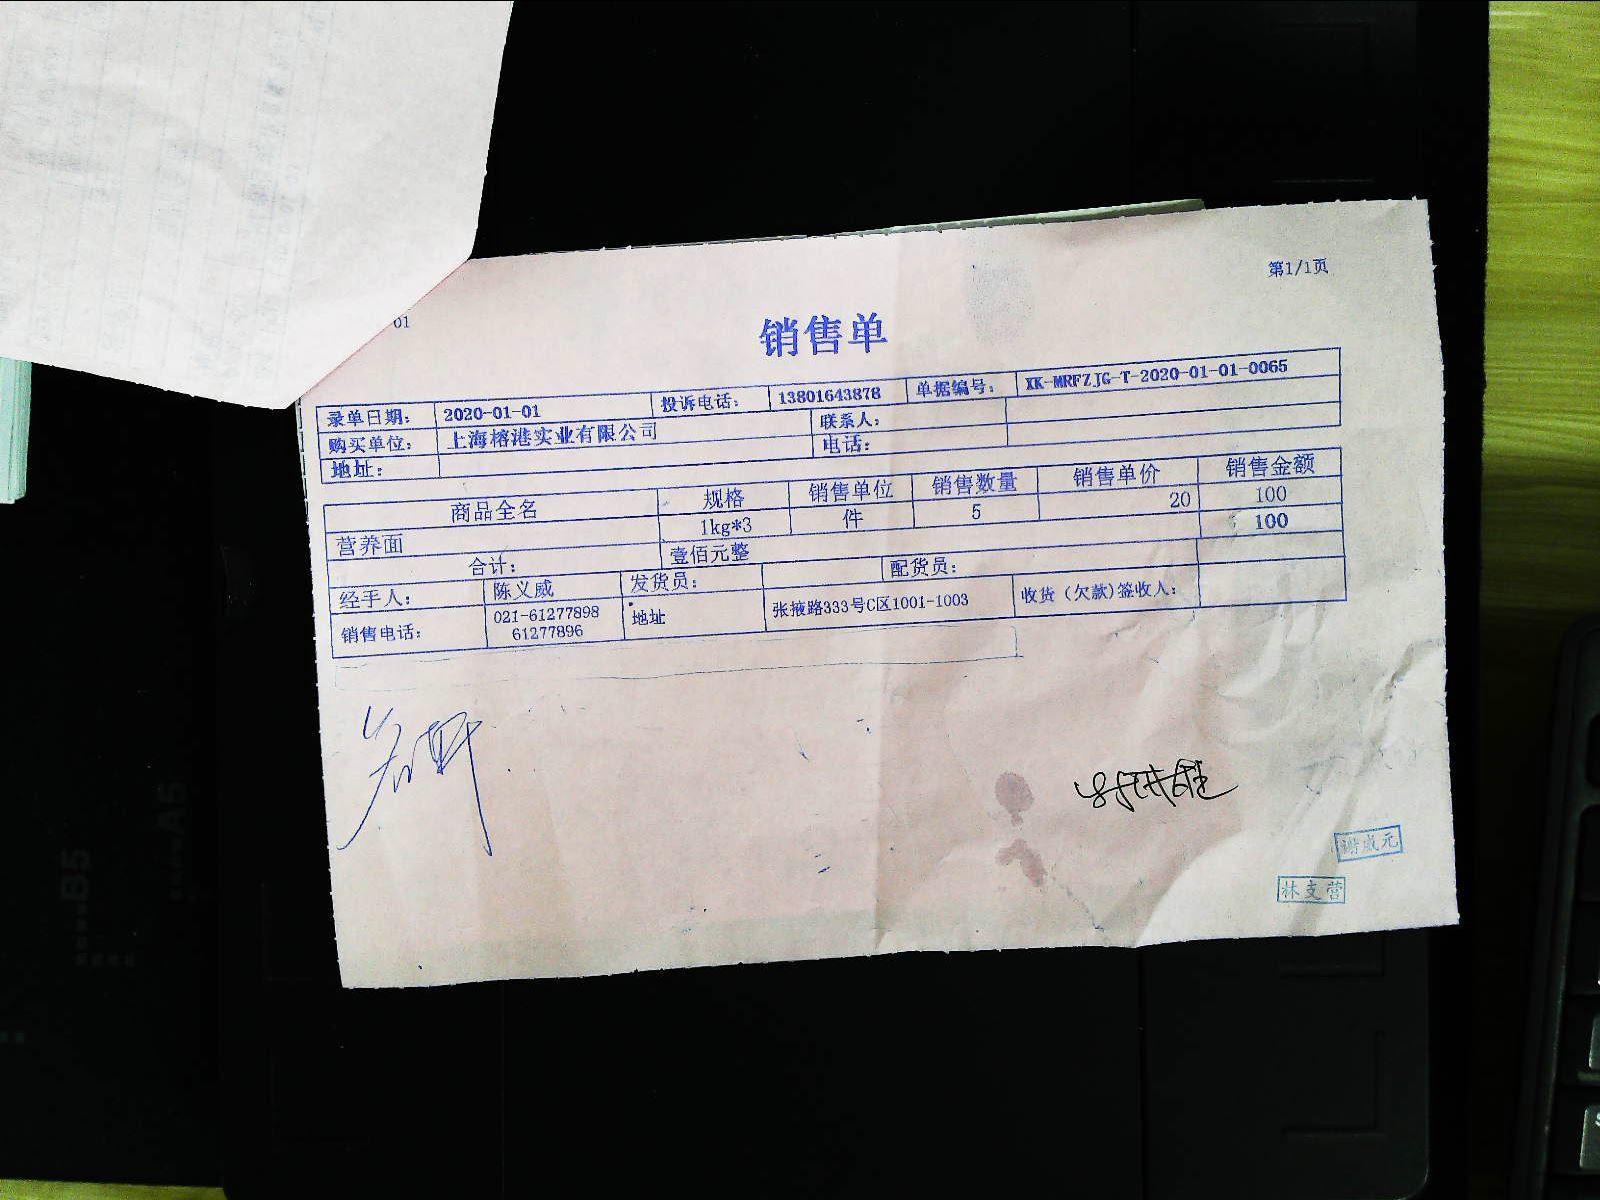 第1/1页
01
销售单
录单日期: 2020-01-01 投诉电话: 13801643878 单据编号: XK-MRFZJG-T-2020-01-01-0065
购买单位: 上海榕港实业有限公司 联系人:
地址: 电话:
商品全名 规格 销售单位 销售数量 销售单价 销售金额
营养面 1kg*3 件 5 20 100
合计: 壹佰元整 100
经手人: 陈义威 发货员: 配货员:
销售电话: 021-61277898 地址 张掖路333号C区1001-1003 收货(欠款)签收人:
61277896
谢威元
林支营
B5
A5